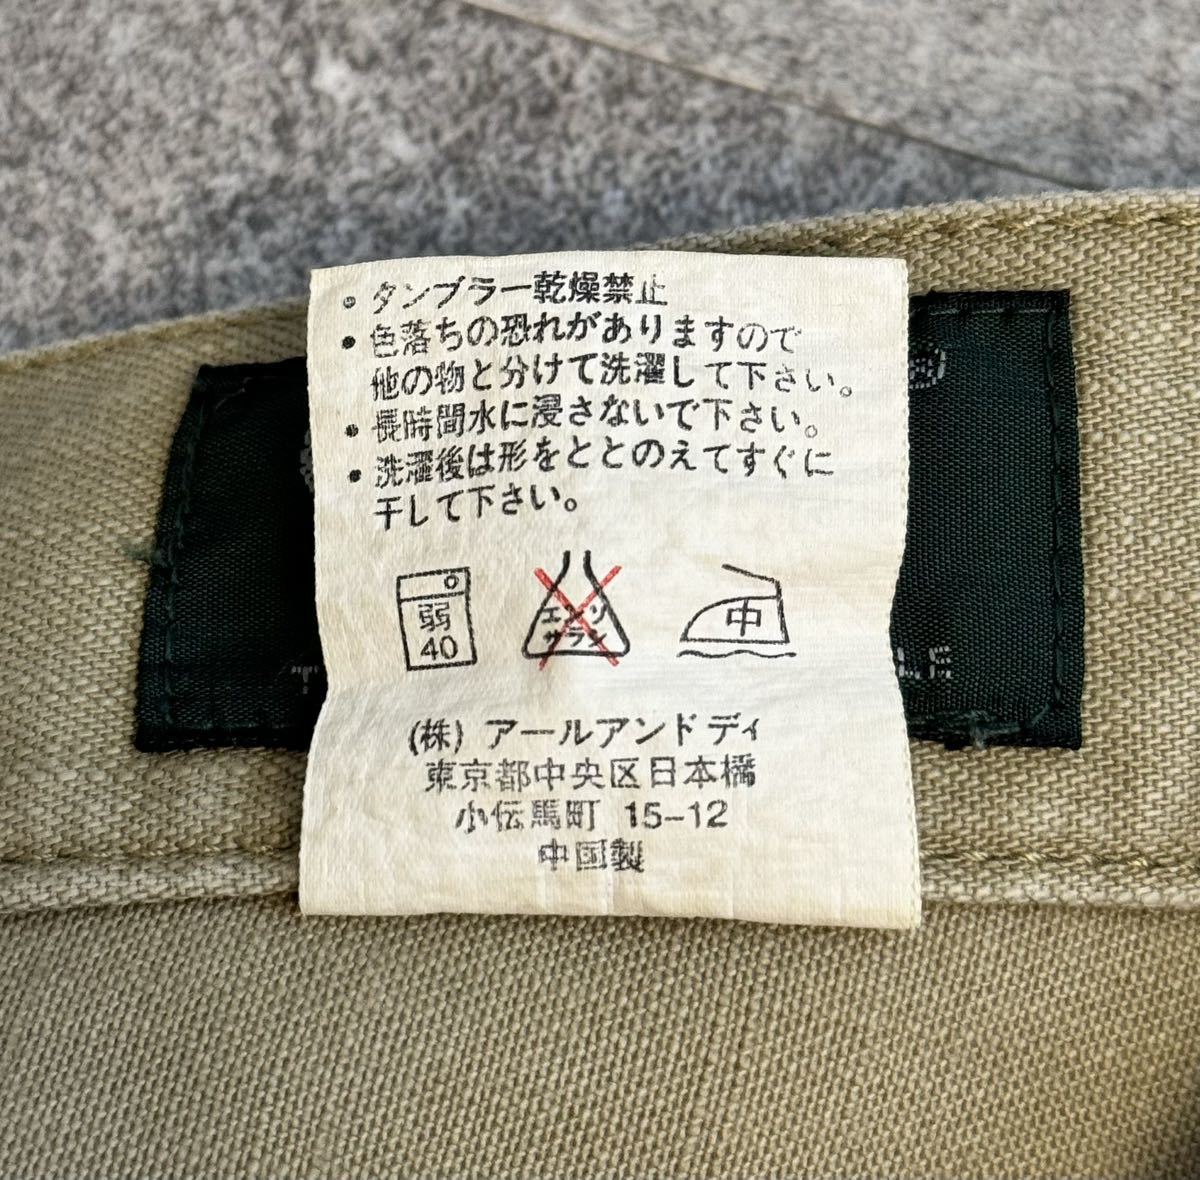 • タンブラー乾燥禁止
• 色落ちの恐れがありますので
他の物と分けて洗濯して下さい。
• 長時間水に浸さないで下さい。
• 洗濯後は形をととのえてすぐに
干して下さい。
弱
40
エンソ
サラシ
中
(株) アールアンドディ
東京都中央区日本橋
小伝馬町 15-12
中国製